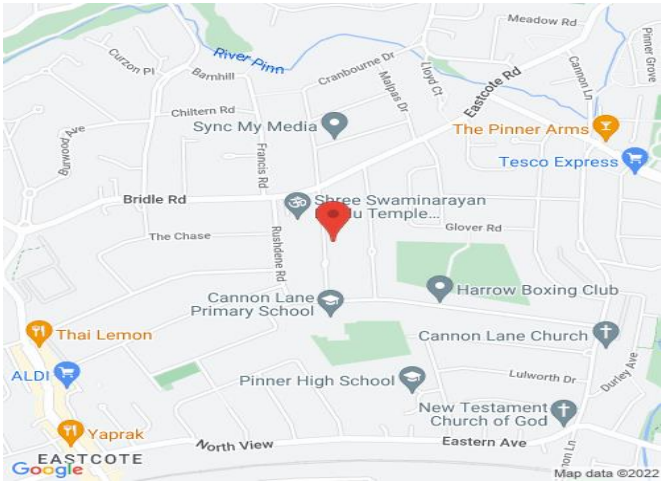 Meadow Rd
Pinner Grove
River Pinn
Curzon Pl
Barnhill
Cranbourne Dr
Lloyd Ct
Cannon Ln
Malpas Dr
Eastcote Rd
Chiltern Rd
Sync My Media
The Pinner Arms
Burwood Ave
Francis Rd
Tesco Express
Bridle Rd
Shree Swaminarayan
du Temple...
The Chase
Rushdene Rd
Glover Rd
Cannon Lane
Primary School
Harrow Boxing Club
Thai Lemon
Cannon Lane Church
ALDI
Pinner High School
Lulworth Dr
Durley Ave
New Testament
Church of God
Yaprak
EASTCOTE
North View
Eastern Ave
non Ln
Google
Map data ©2022